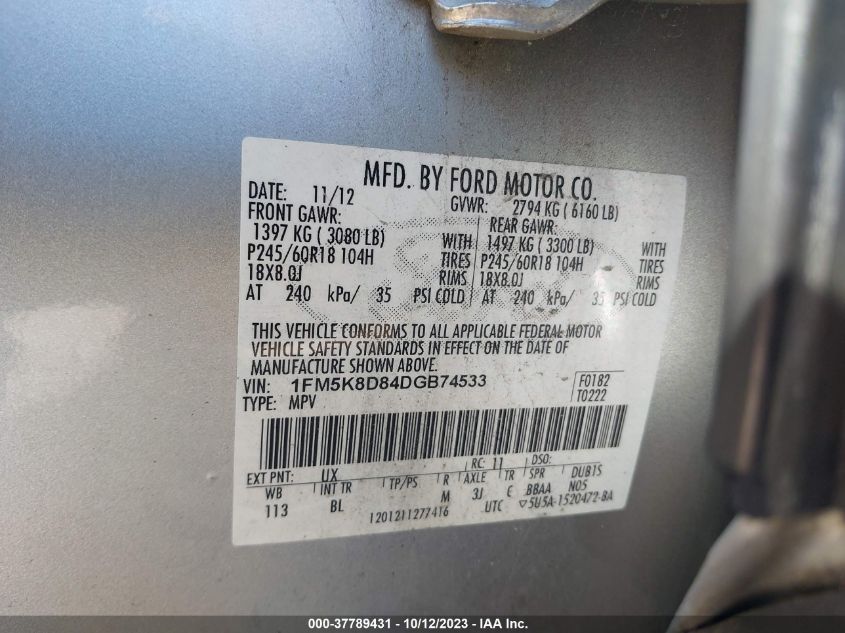 MFD. BY FORD MOTOR CO.
DATE: 11/12 GVWR: 2794 KG ( 6160 LB)
FRONT GAWR: REAR GAWR:
1397 KG ( 3080 LB) WITH 1497 KG ( 3300 LB) WITH
P245/60R18 104H TIRES P245/60R18 104H TIRES
18X8.0J RIMS 18X8.0J RIMS
AT 240 kPa/ 35 PSI COLD AT 240 kPa/ 35 PSI COLD
THIS VEHICLE CONFORMS TO ALL APPLICABLE FEDERAL MOTOR
VEHICLE SAFETY STANDARDS IN EFFECT ON THE DATE OF
MANUFACTURE SHOWN ABOVE.
VIN: 1FM5K8D84DGB74533 F0182
TYPE: MPV T0222
EXT PNT: UX RC: 11 DSO:
WB INT TR TP/PS R AXLE TR SPR DUB1S
113 BL M 3J C BBAA N05
1201211277416 UTC ▽5U5A-1520472-BA
000-37789431 - 10/12/2023 - IAA Inc.